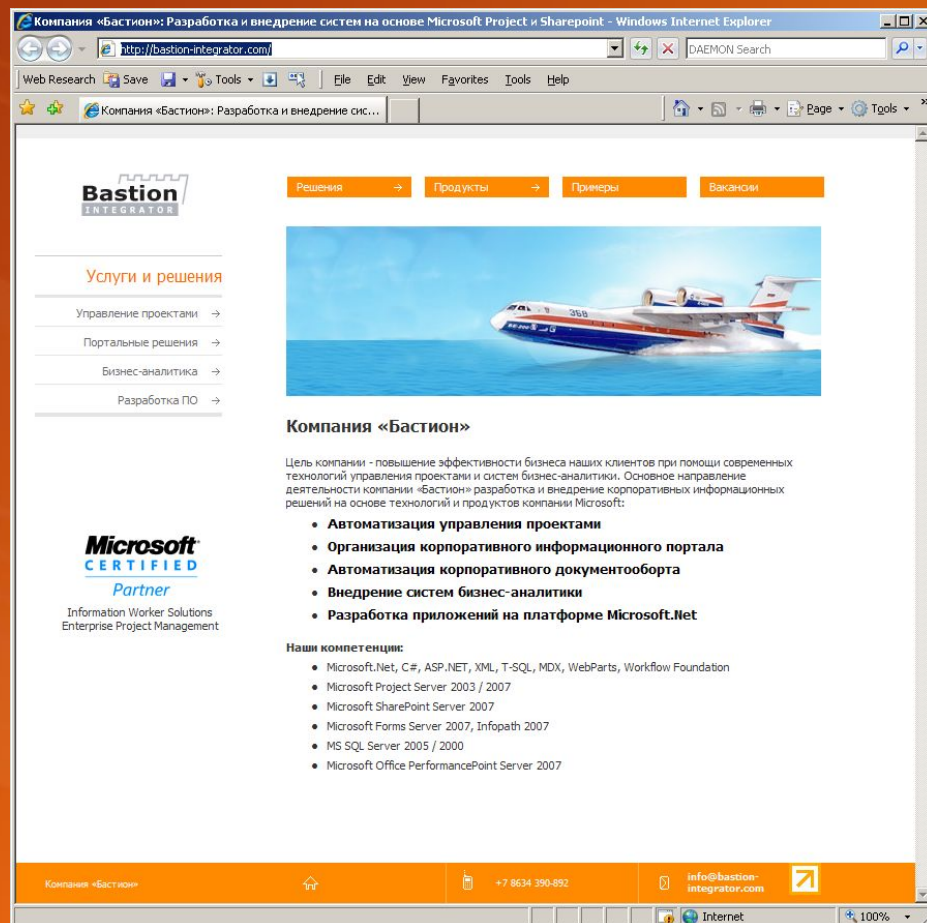 Компания «Бастион»: Разработка и внедрение систем на основе Microsoft Project и Sharepoint - Windows Internet Explorer
http://bastion-integrator.com/
DAEMON Search
Web Research Save Tools File Edit View Favorites Tools Help
Компания «Бастион»: Разработка и внедрение сис...
Page Tools
Bastion
INTEGRATOR
Решения
Продукты
Примеры
Вакансии
Услуги и решения
Управление проектами
Портальные решения
Бизнес-аналитика
Разработка ПО
368
Компания «Бастион»
Цель компании - повышение эффективности бизнеса наших клиентов при помощи современных
технологий управления проектами и систем бизнес-аналитики. Основное направление
деятельности компании «Бастион» разработка и внедрение корпоративных информационных
решений на основе технологий и продуктов компании Microsoft:
Автоматизация управления проектами
Организация корпоративного информационного портала
Автоматизация корпоративного документооборта
Внедрение систем бизнес-аналитики
Разработка приложений на платформе Microsoft.Net
Microsoft
CERTIFIED
Partner
Information Worker Solutions
Enterprise Project Management
Наши компетенции:
Microsoft.Net, C#, ASP.NET, XML, T-SQL, MDX, WebParts, Workflow Foundation
Microsoft Project Server 2003 / 2007
Microsoft SharePoint Server 2007
Microsoft Forms Server 2007, Infopath 2007
MS SQL Server 2005 / 2000
Microsoft Office PerformancePoint Server 2007
Компания «Бастион»
+7 8634 390-892
info@bastion-
integrator.com
Internet
100%